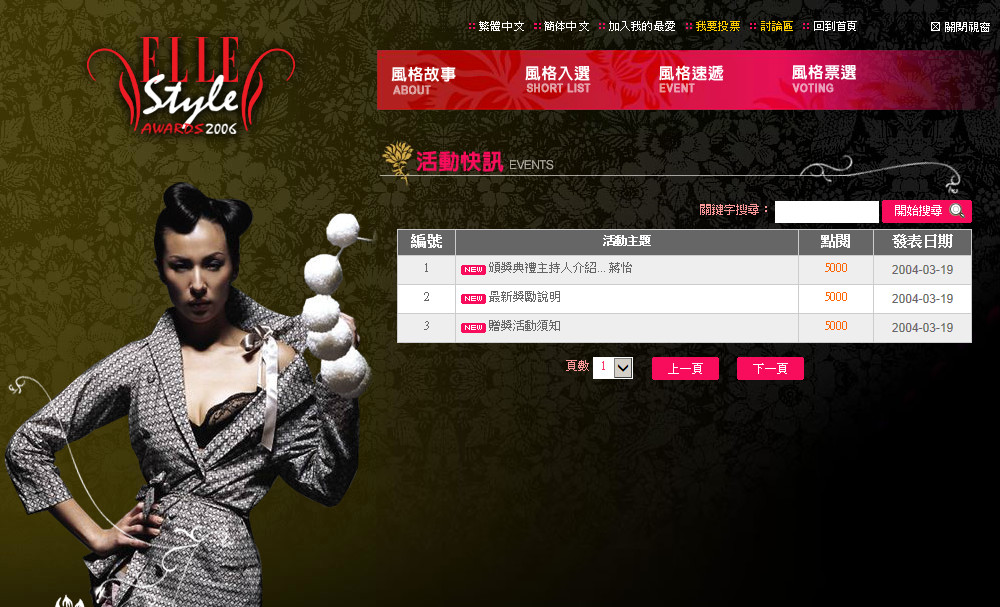 繁體中文 簡体中文 加入我的最愛 我要投票 討論區 回到首頁 關閉視窗
ELLE
Style
AWARDS 2006
風格故事 風格入選 風格速遞 風格票選
ABOUT SHORT LIST EVENT VOTING
活動快訊 EVENTS
關鍵字搜尋： 開始搜尋
編號 活動主題 點閱 發表日期
1 NEW 頒獎典禮主持人介紹... 蔣怡 5000 2004-03-19
2 NEW 最新獎勵說明 5000 2004-03-19
3 NEW 贈獎活動須知 5000 2004-03-19
頁數 1 上一頁 下一頁